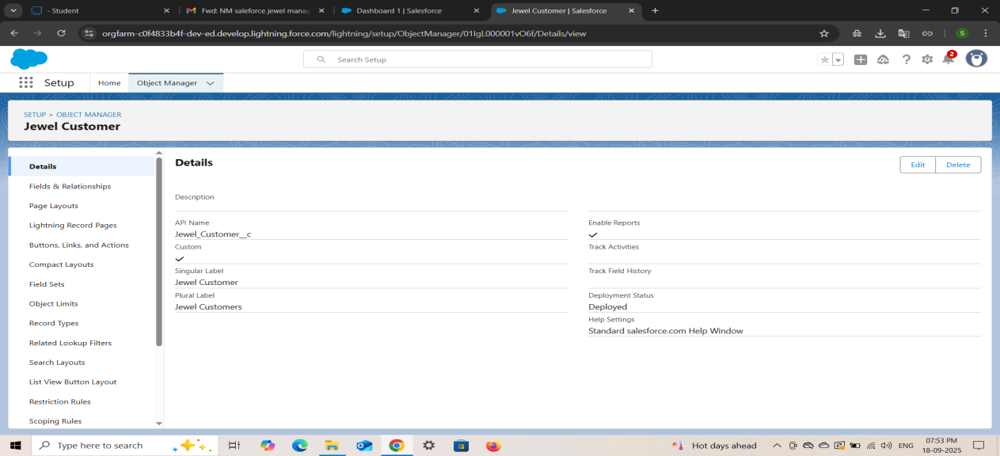 - Student
Fwd: NM saleforce jewel manag
Dashboard 1 | Salesforce
Jewel Customer | Salesforce
orgfarm-c0f4833b4f-dev-ed.develop.lightning.force.com/lightning/setup/ObjectManager/01IgL000001vO6f/Details/view
S
Search Setup
2
Setup
Home
Object Manager
SETUP > OBJECT MANAGER
Jewel Customer
Details
Fields & Relationships
Page Layouts
Lightning Record Pages
Buttons, Links, and Actions
Compact Layouts
Field Sets
Object Limits
Record Types
Related Lookup Filters
Search Layouts
List View Button Layout
Restriction Rules
Scoping Rules
Details
Edit
Delete
Description
API Name
Jewel_Customer__c
Custom
Singular Label
Jewel Customer
Plural Label
Jewel Customers
Enable Reports
Track Activities
Track Field History
Deployment Status
Deployed
Help Settings
Standard salesforce.com Help Window
Type here to search
Hot days ahead
ENG
07:53 PM
18-09-2025